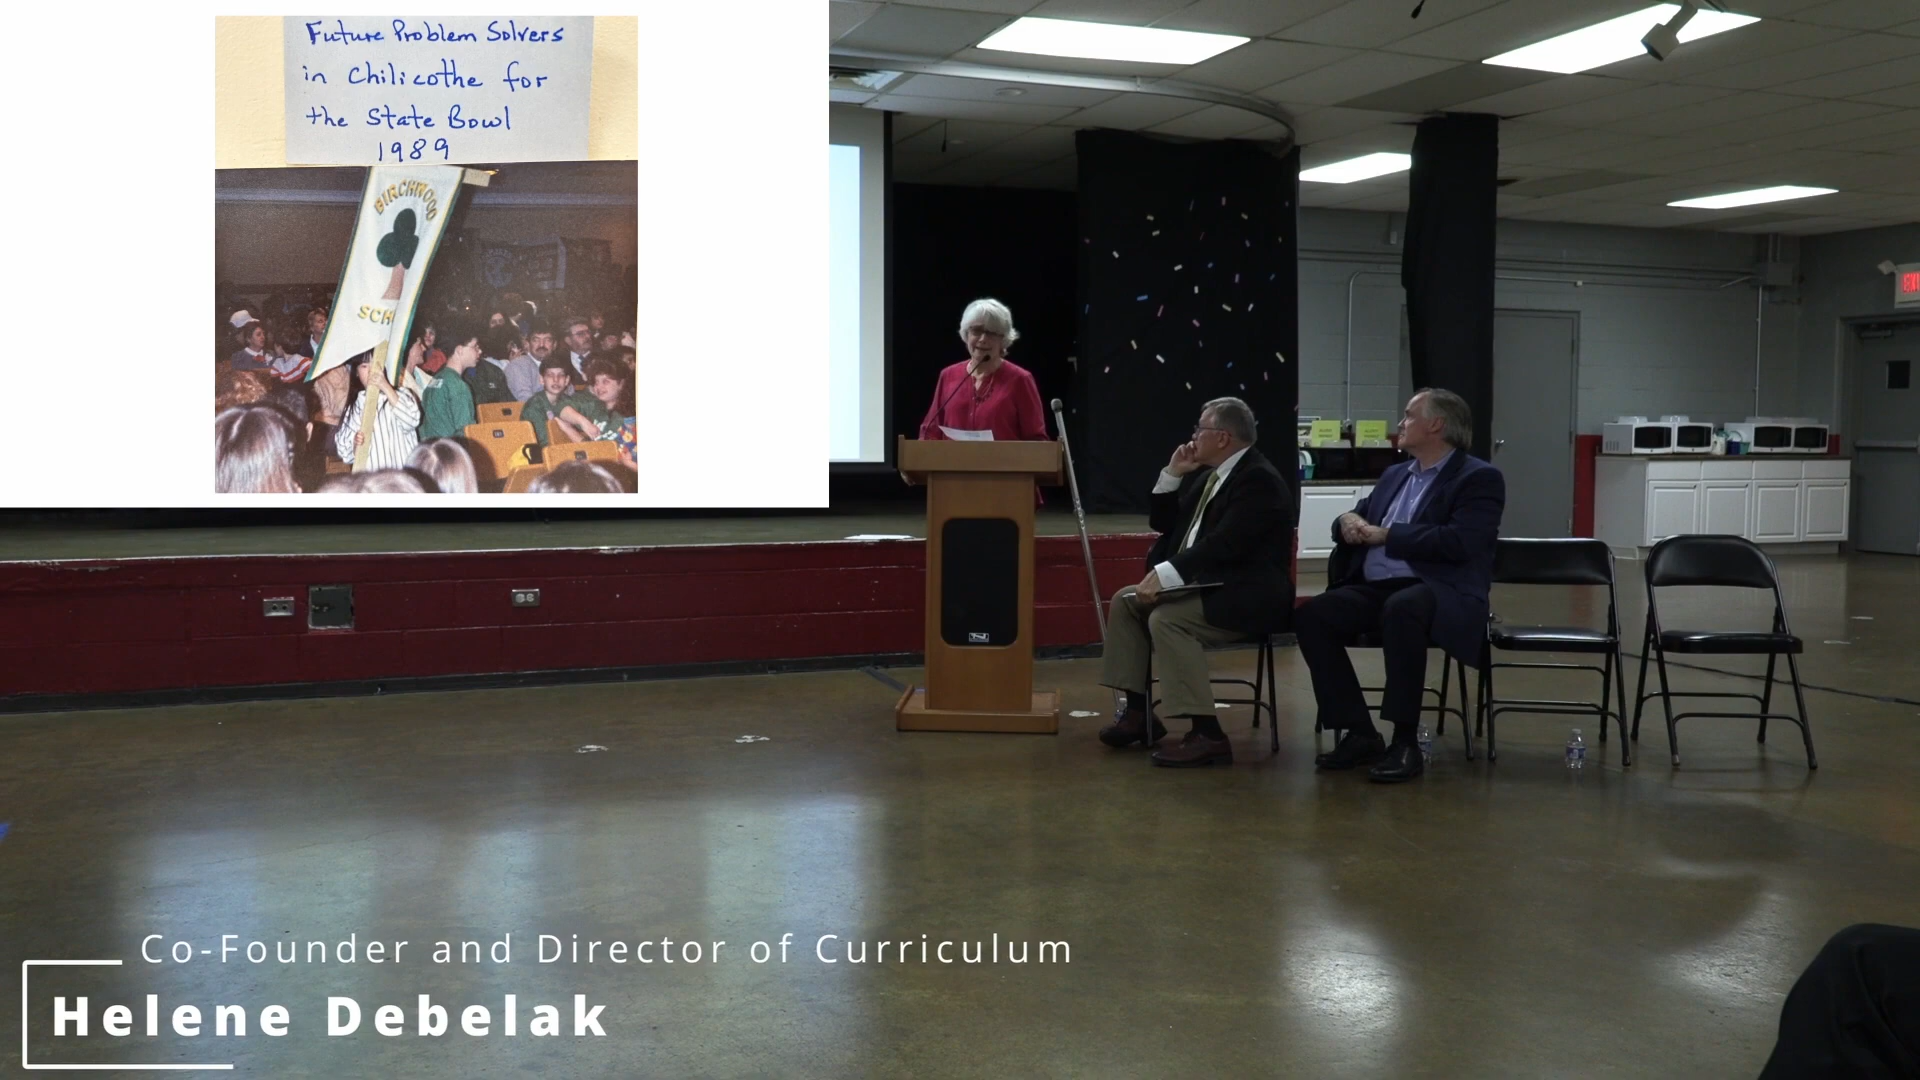 Future Problem Solvers
in Chilicothe for
the State Bowl
1989
BIRCHWOOD
SCH
Co-Founder and Director of Curriculum
Helene Debelak